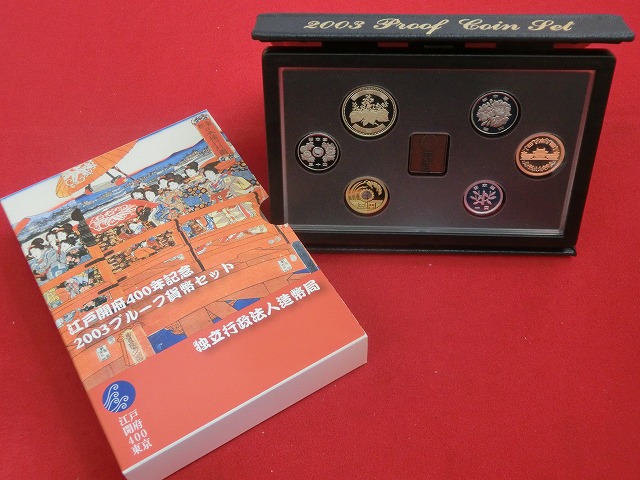 2003 Proof Coin Set
江戸開府400年記念
2003プルーフ貨幣セット
独立行政法人造幣局
江戸
開府
400
東京